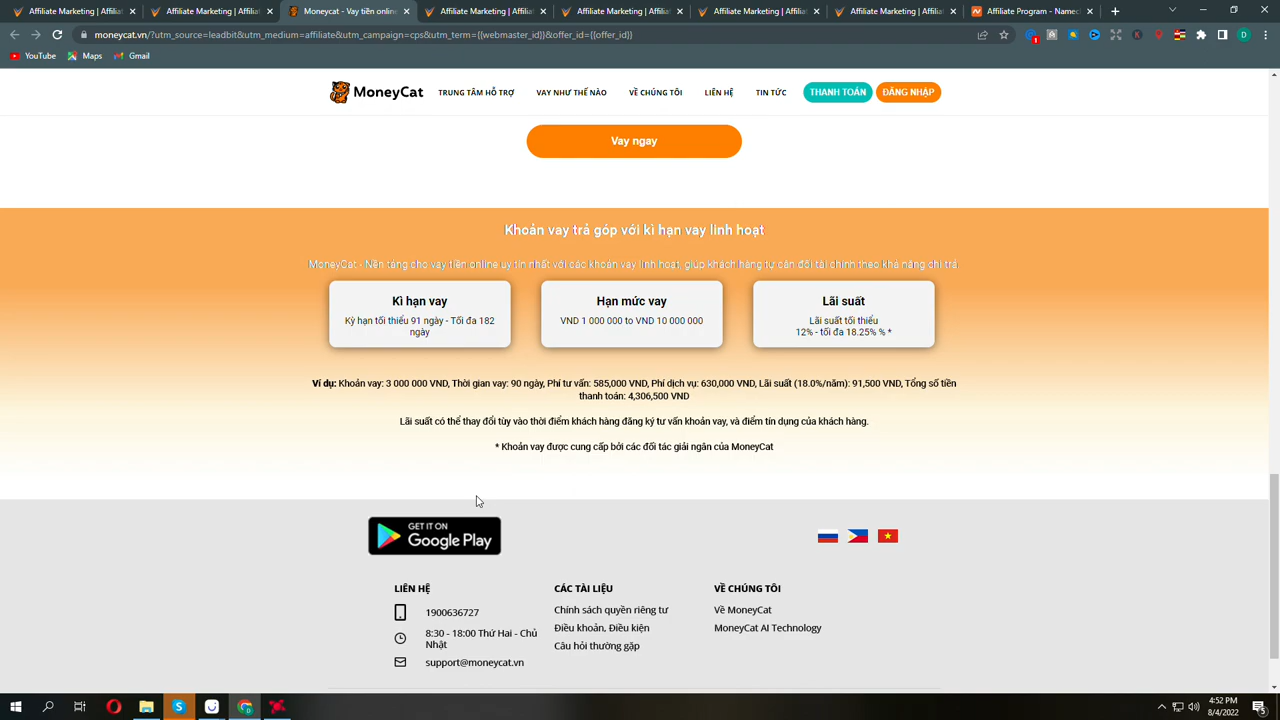 Multiple Affiliate Marketing Affiliate
Marketing Affiliate
Moneycat - Vay tiền online
Marketing Affiliate
Marketing Affiliate
Marketing Affiliate
Marketing Affiliate
Affiliate Program - Namec
moneycat.vn/?utm_source=leadbit&utm_medium=affiliate&utm_campaign=cps&utm_term={{webmaster_id}}&offer_id={{offer_id}}
YouTube
Maps
Gmail
MoneyCat
TRUNG TÂM HỖ TRỢ
VAY NHƯ THẾ NÀO
VỀ CHÚNG TÔI
LIÊN HỆ
TIN TỨC
THANH TOÁN
ĐĂNG NHẬP
Vay ngay
Khoản vay trả góp với kì hạn vay linh hoạt
MoneyCat - Nền tảng cho vay tiền online uy tín nhất với các khoản vay linh hoạt, giúp khách hàng tự cân đối tài chính theo khả năng chi trả.
Kì hạn vay
Kỳ hạn tối thiểu 91 ngày - Tối đa 182
ngày
Hạn mức vay
VND 1 000 000 to VND 10 000 000
Lãi suất
Lãi suất tối thiểu
12% - tối đa 18.25% % *
Ví dụ: Khoản vay: 3 000 000 VND, Thời gian vay: 90 ngày, Phí tư vấn: 585,000 VND, Phí dịch vụ: 630,000 VND, Lãi suất (18.0%/năm): 91,500 VND, Tổng số tiền
thanh toán: 4,306,500 VND
Lãi suất có thể thay đổi tùy vào thời điểm khách hàng đăng ký tư vấn khoản vay, và điểm tín dụng của khách hàng.
* Khoản vay được cung cấp bởi các đối tác giải ngân của MoneyCat
GET IT ON
Google Play
LIÊN HỆ
1900636727
8:30 - 18:00 Thứ Hai - Chủ
Nhật
support@moneycat.vn
CÁC TÀI LIỆU
Chính sách quyền riêng tư
Điều khoản, Điều kiện
Câu hỏi thường gặp
VỀ CHÚNG TÔI
Về MoneyCat
MoneyCat AI Technology
4:52 PM
8/4/2022